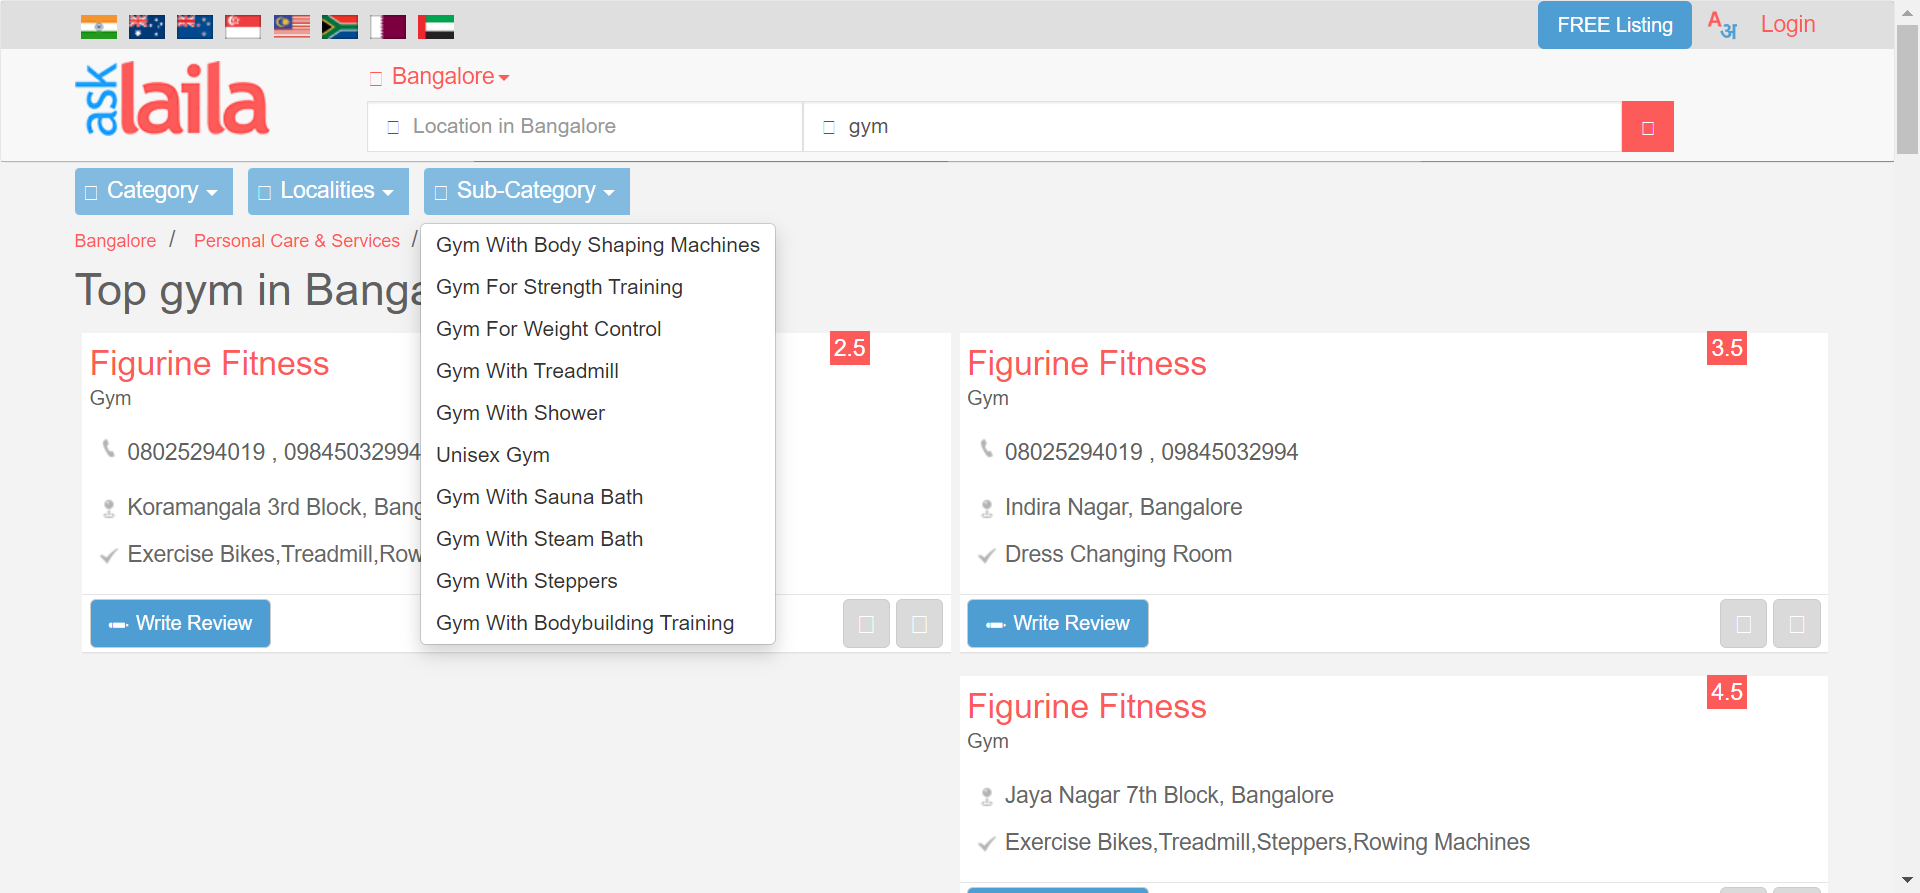 FREE Listing
Login
ask laila
Bangalore
Location in Bangalore
gym
Category
Localities
Sub-Category
Bangalore / Personal Care & Services /
Top gym in Banga
Gym With Body Shaping Machines
Gym For Strength Training
Gym For Weight Control
Gym With Treadmill
Gym With Shower
Unisex Gym
Gym With Sauna Bath
Gym With Steam Bath
Gym With Steppers
Gym With Bodybuilding Training
Figurine Fitness
2.5
Gym
08025294019 , 09845032994
Koramangala 3rd Block, Bang
Exercise Bikes,Treadmill,Row
Write Review
Figurine Fitness
3.5
Gym
08025294019 , 09845032994
Indira Nagar, Bangalore
Dress Changing Room
Write Review
Figurine Fitness
4.5
Gym
Jaya Nagar 7th Block, Bangalore
Exercise Bikes,Treadmill,Steppers,Rowing Machines